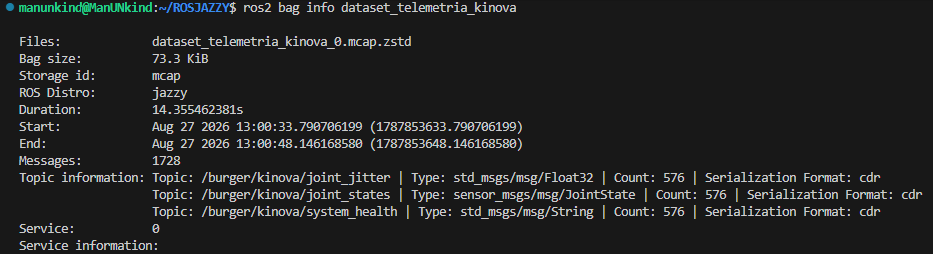 manunkind@ManUNkind:~/ROSJAZZY$ ros2 bag info dataset_telemetria_kinova
Files: dataset_telemetria_kinova_0.mcap.zstd
Bag size: 73.3 KiB
Storage id: mcap
ROS Distro: jazzy
Duration: 14.355462381s
Start: Aug 27 2026 13:00:33.790706199 (1787853633.790706199)
End: Aug 27 2026 13:00:48.146168580 (1787853648.146168580)
Messages: 1728
Topic information: Topic: /burger/kinova/joint_jitter | Type: std_msgs/msg/Float32 | Count: 576 | Serialization Format: cdr
Topic: /burger/kinova/joint_states | Type: sensor_msgs/msg/JointState | Count: 576 | Serialization Format: cdr
Topic: /burger/kinova/system_health | Type: std_msgs/msg/String | Count: 576 | Serialization Format: cdr
Service: 0
Service information: